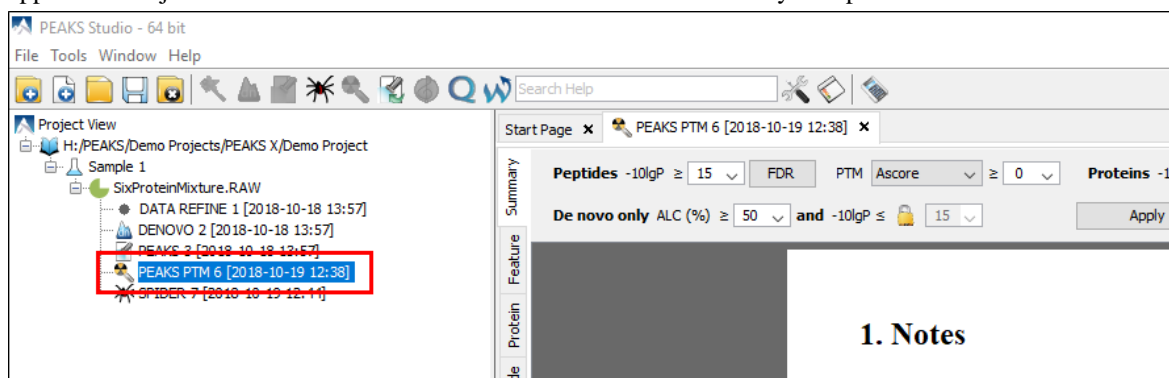 PEAKS Studio - 64 bit
File Tools Window Help
Search Help
Project View
H:/PEAKS/Demo Projects/PEAKS X/Demo Project
Sample 1
SixProteinMixture.RAW
DATA REFINE 1 [2018-10-18 13:57]
DENOVO 2 [2018-10-18 13:57]
PEAKS 3 [2018-10-18 13:57]
PEAKS PTM 6 [2018-10-19 12:38]
SPIDER 7 [2018-10-19 12:44]
Start Page PEAKS PTM 6 [2018-10-19 12:38]
Summary
Feature
Protein
Peptides -10lgP ≥ 15 FDR PTM Ascore ≥ 0 Proteins -1
De novo only ALC (%) ≥ 50 and -10lgP ≤ 15 Apply
1. Notes